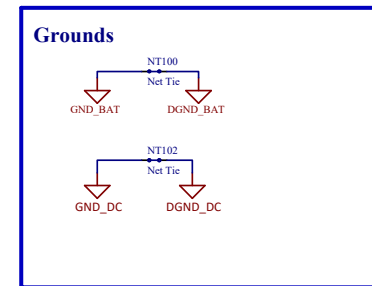 Grounds
NT100
Net Tie
GND_BAT DGND_BAT
NT102
Net Tie
GND_DC DGND_DC